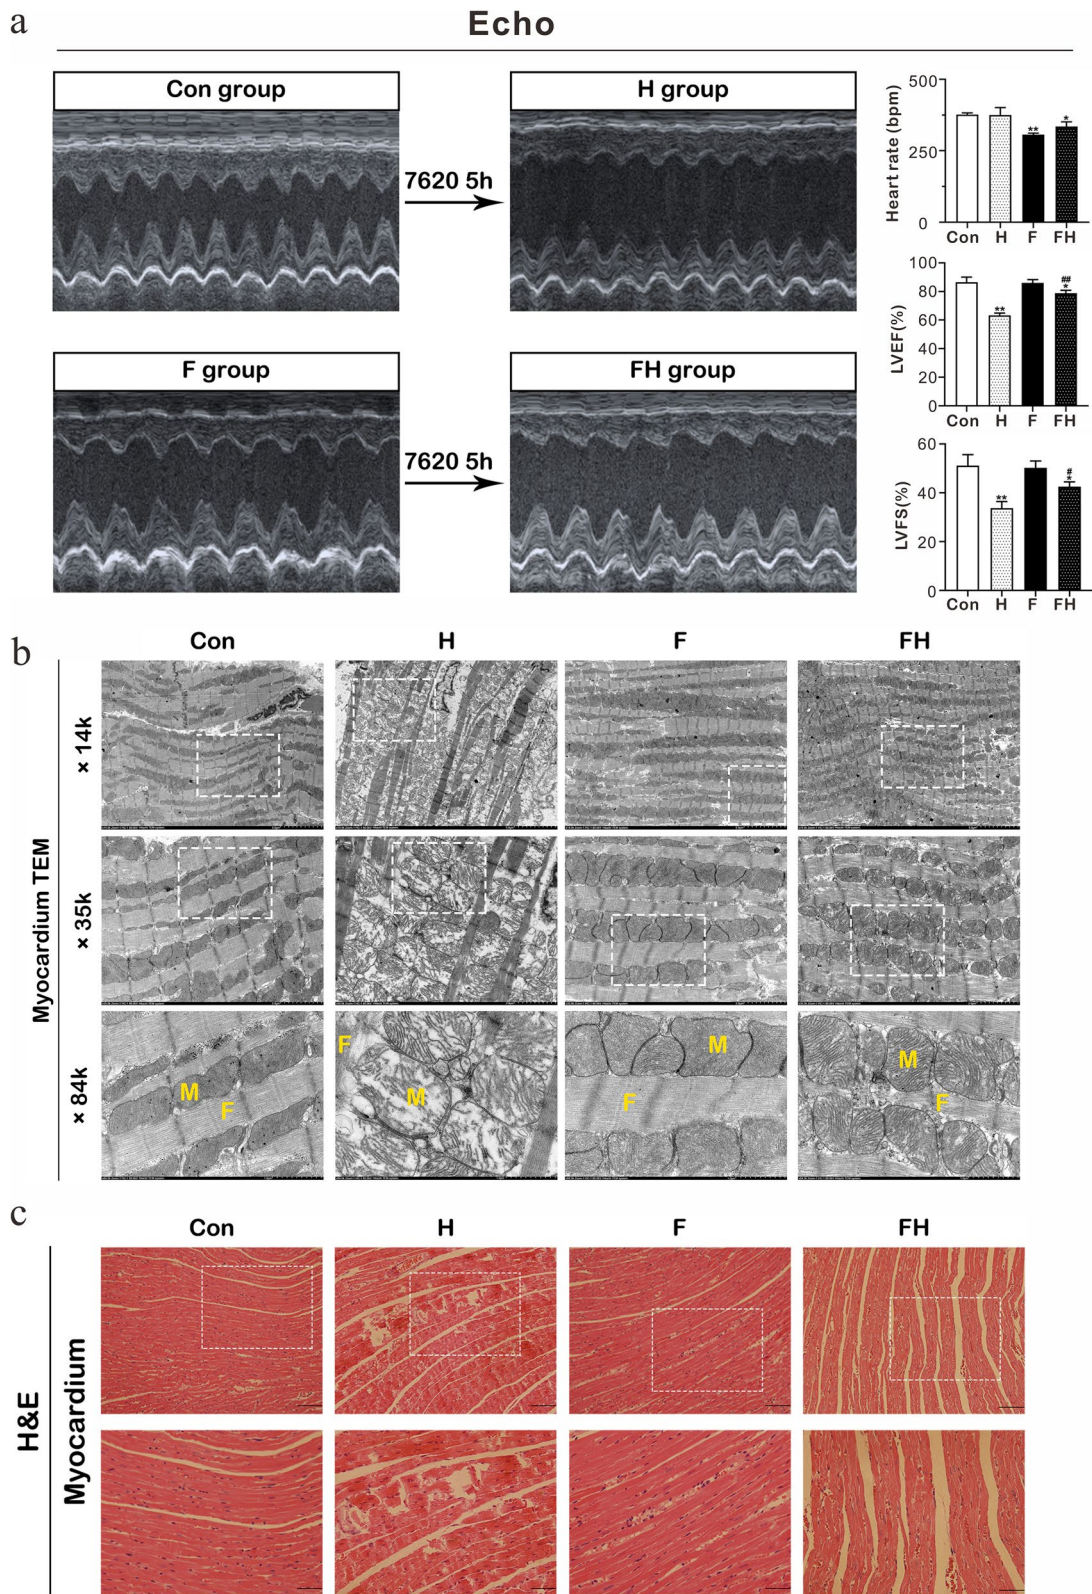 a
Echo
Con group
H group
7620 5h
F group
FH group
7620 5h
Heart rate (bpm)
500
250
0
**
*
Con H F FH
LVEF(%)
100
80
60
40
20
0
**
##
*
Con H F FH
LVFS(%)
60
40
20
0
**
#
*
Con H F FH
b
Con H F FH
Myocardium TEM
× 14k
× 35k
× 84k
M
F
F
M
M
F
M
F
c
Con H F FH
H&E
Myocardium